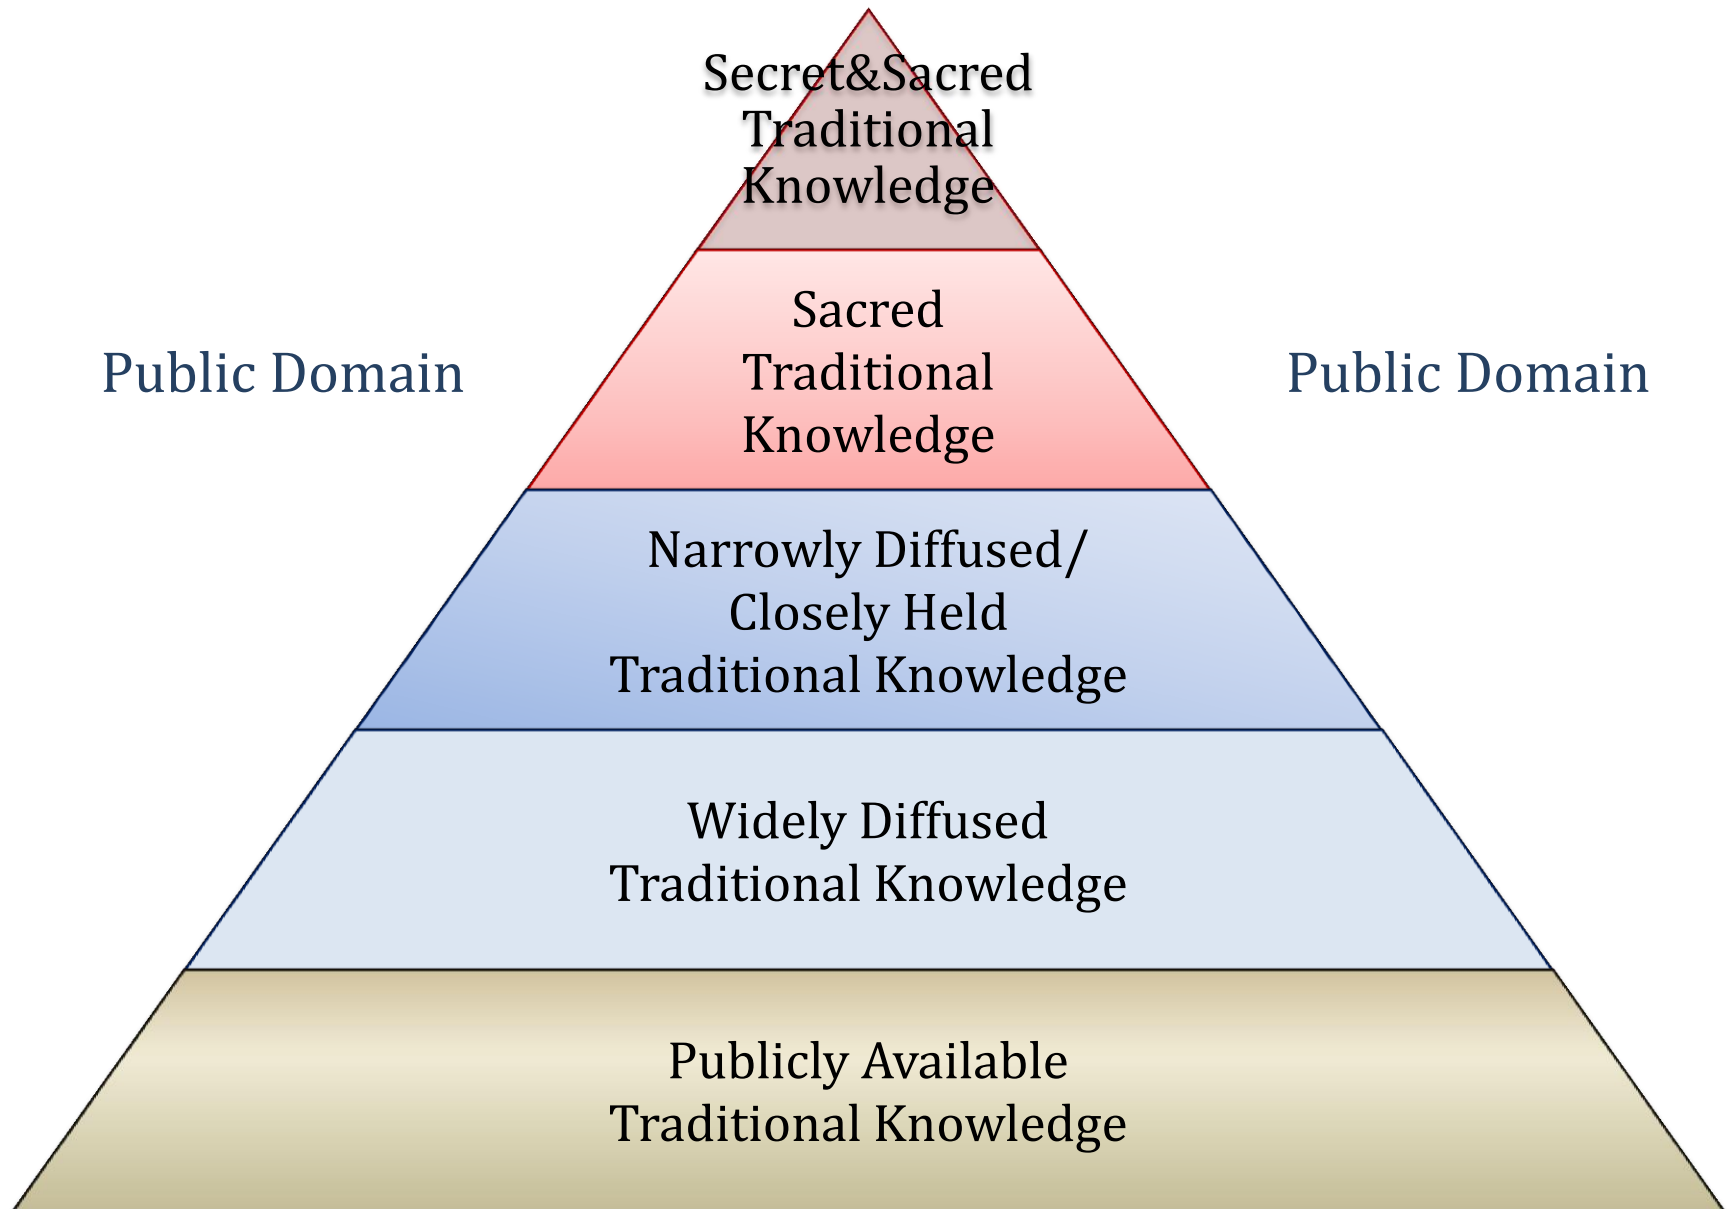 Secret&Sacred
Traditional
Knowledge
Sacred
Traditional
Knowledge
Public Domain
Public Domain
Narrowly Diffused/
Closely Held
Traditional Knowledge
Widely Diffused
Traditional Knowledge
Publicly Available
Traditional Knowledge